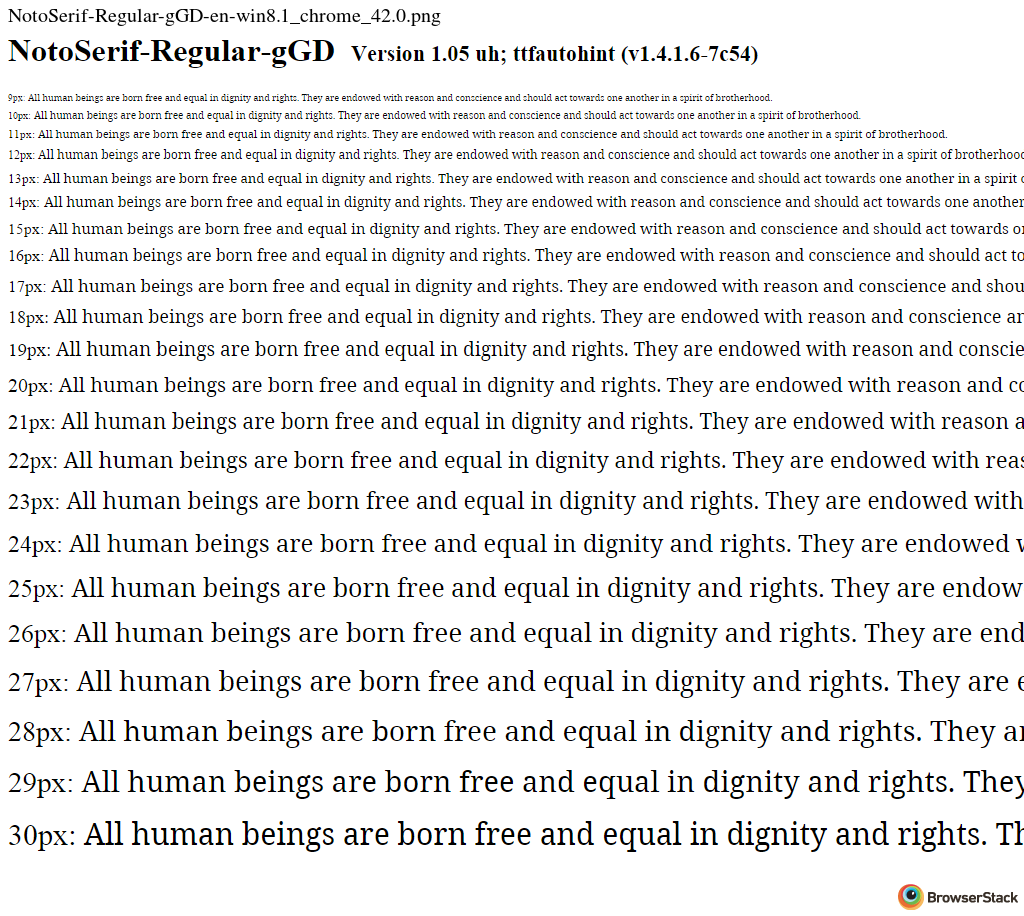 NotoSerif-Regular-gGD-en-win8.1_chrome_42.0.png
NotoSerif-Regular-gGD Version 1.05 uh; ttfautohint (v1.4.1.6-7c54)
9px: All human beings are born free and equal in dignity and rights. They are endowed with reason and conscience and should act towards one another in a spirit of brotherhood.
10px: All human beings are born free and equal in dignity and rights. They are endowed with reason and conscience and should act towards one another in a spirit of brotherhood.
11px: All human beings are born free and equal in dignity and rights. They are endowed with reason and conscience and should act towards one another in a spirit of brotherhood.
12px: All human beings are born free and equal in dignity and rights. They are endowed with reason and conscience and should act towards one another in a spirit of brotherhoo
13px: All human beings are born free and equal in dignity and rights. They are endowed with reason and conscience and should act towards one another in a spirit
14px: All human beings are born free and equal in dignity and rights. They are endowed with reason and conscience and should act towards one another
15px: All human beings are born free and equal in dignity and rights. They are endowed with reason and conscience and should act towards o
16px: All human beings are born free and equal in dignity and rights. They are endowed with reason and conscience and should act to
17px: All human beings are born free and equal in dignity and rights. They are endowed with reason and conscience and shou
18px: All human beings are born free and equal in dignity and rights. They are endowed with reason and conscience a
19px: All human beings are born free and equal in dignity and rights. They are endowed with reason and conscie
20px: All human beings are born free and equal in dignity and rights. They are endowed with reason and co
21px: All human beings are born free and equal in dignity and rights. They are endowed with reason a
22px: All human beings are born free and equal in dignity and rights. They are endowed with reas
23px: All human beings are born free and equal in dignity and rights. They are endowed with
24px: All human beings are born free and equal in dignity and rights. They are endowed
25px: All human beings are born free and equal in dignity and rights. They are endow
26px: All human beings are born free and equal in dignity and rights. They are end
27px: All human beings are born free and equal in dignity and rights. They are e
28px: All human beings are born free and equal in dignity and rights. They a
29px: All human beings are born free and equal in dignity and rights. They
30px: All human beings are born free and equal in dignity and rights. Th
BrowserStack